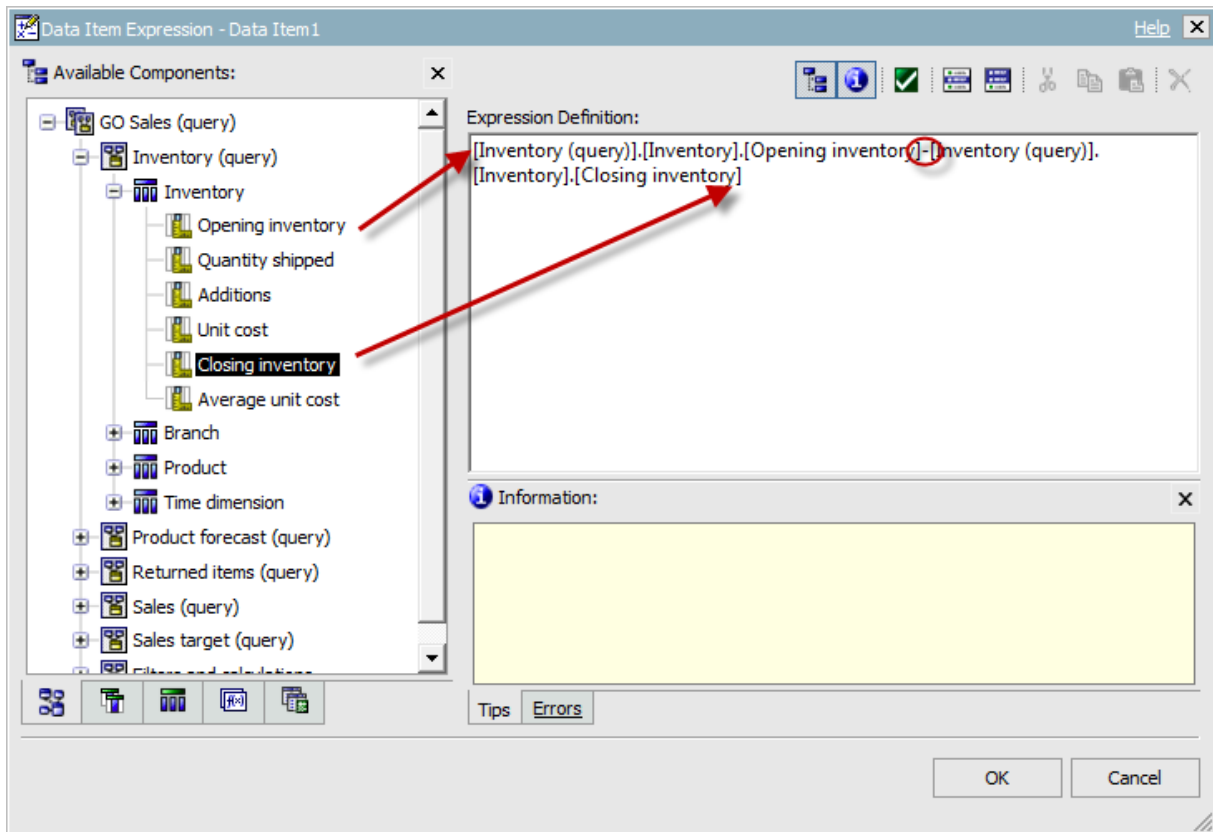 Data Item Expression - Data Item1
Help
Available Components:
GO Sales (query)
Inventory (query)
Inventory
Opening inventory
Quantity shipped
Additions
Unit cost
Closing inventory
Average unit cost
Branch
Product
Time dimension
Product forecast (query)
Returned items (query)
Sales (query)
Sales target (query)
Filters and calculations
f(x)
Expression Definition:
[Inventory (query)].[Inventory].[Opening inventory]-[Inventory (query)].
[Inventory].[Closing inventory]
Information:
Tips
Errors
OK
Cancel